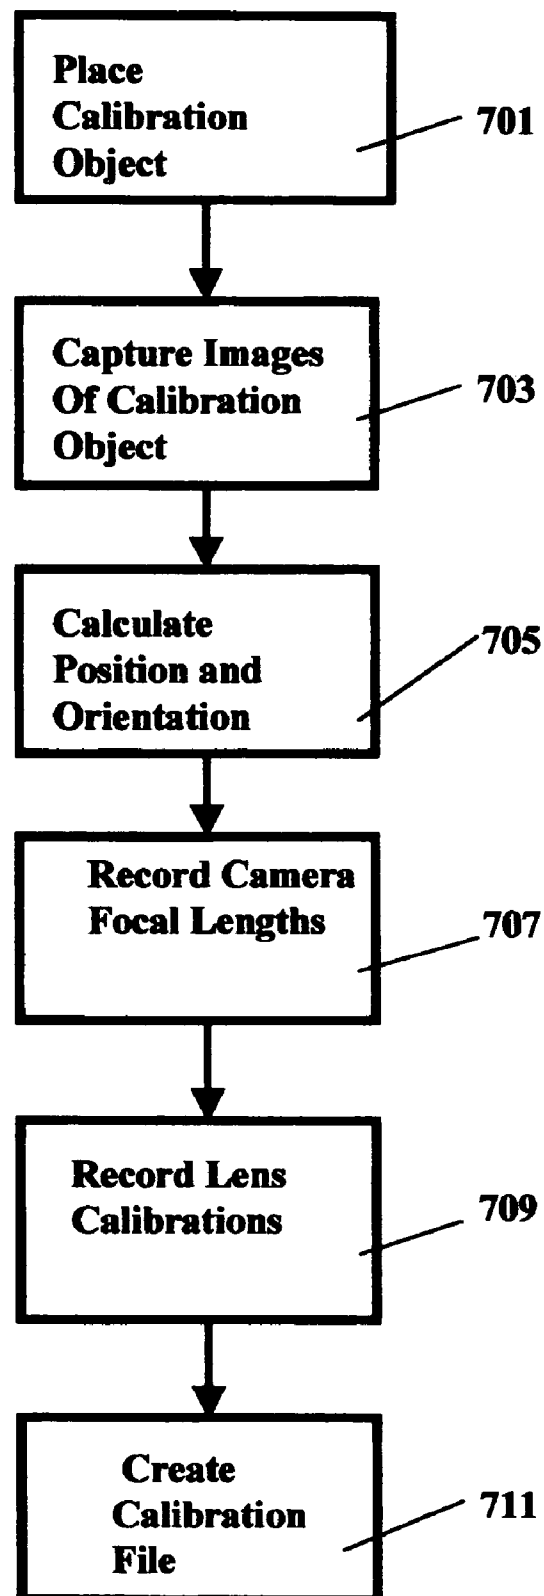 Place
Calibration
Object
701
Capture Images
Of Calibration
Object
703
Calculate
Position and
Orientation
705
Record Camera
Focal Lengths
707
Record Lens
Calibrations
709
Create
Calibration
File
711